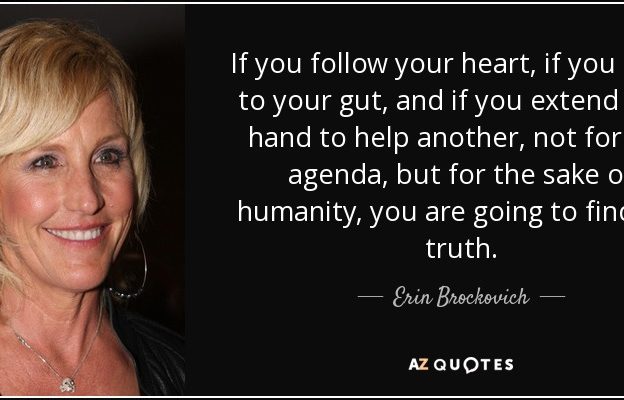 If you follow your heart, if you
to your gut, and if you extend
hand to help another, not for
agenda, but for the sake o
humanity, you are going to find
truth.
Erin Brockovich
AZ QUOTES